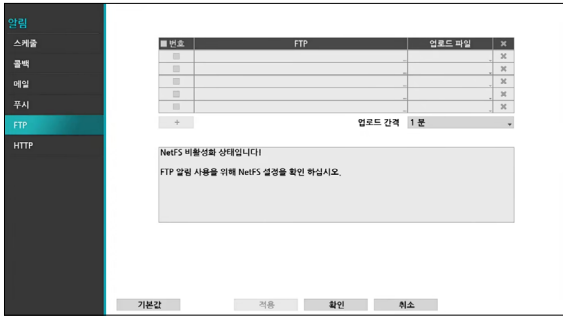 알림
스케줄
콜백
메일
푸시
FTP
HTTP
번호 FTP 업로드 파일
업로드 간격 1 분
NetFS 비활성화 상태입니다!
FTP 알림 사용을 위해 NetFS 설정을 확인 하십시오.
기본값 적용 확인 취소